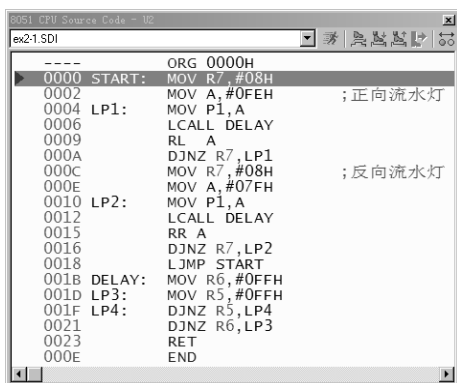 8051 CPU Source Code - U2
ex2-1.SDI
---- ORG 0000H
0000 START: MOV R7,#08H
0002 MOV A,#0FEH ;正向流水灯
0004 LP1: MOV P1,A
0006 LCALL DELAY
0009 RL A
000A DJNZ R7,LP1
000C MOV R7,#08H ;反向流水灯
000E MOV A,#07FH
0010 LP2: MOV P1,A
0012 LCALL DELAY
0015 RR A
0016 DJNZ R7,LP2
0018 LJMP START
001B DELAY: MOV R6,#0FFH
001D LP3: MOV R5,#0FFH
001F LP4: DJNZ R5,LP4
0021 DJNZ R6,LP3
0023 RET
000E END